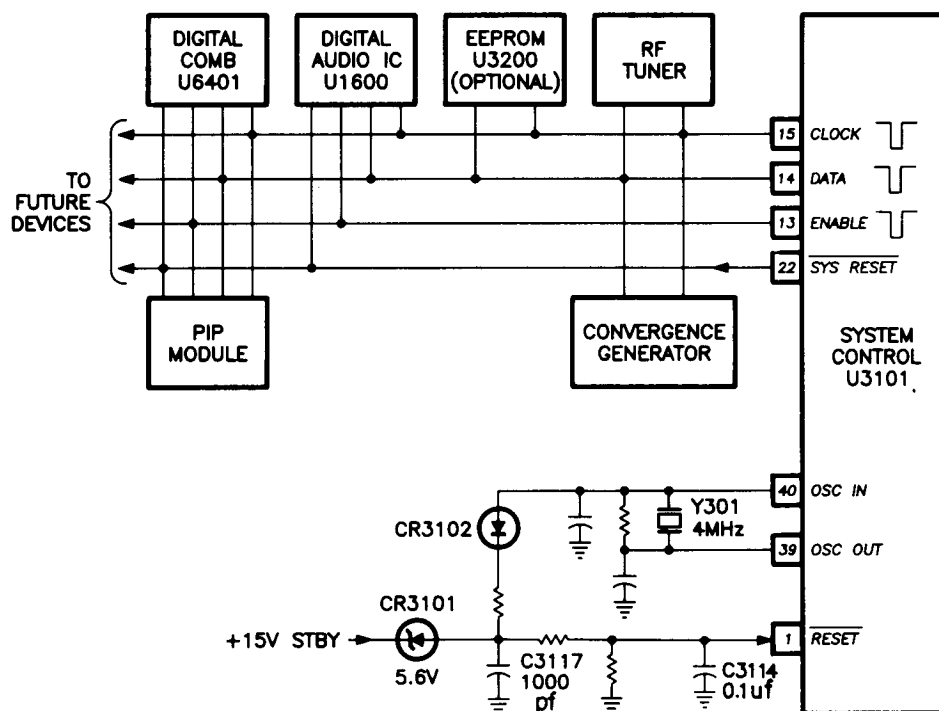 DIGITAL
COMB
U6401
DIGITAL
AUDIO IC
U1600
EEPROM
U3200
(OPTIONAL)
RF
TUNER
TO
FUTURE
DEVICES
15 CLOCK
14 DATA
13 ENABLE
22 SYS RESET
PIP
MODULE
CONVERGENCE
GENERATOR
SYSTEM
CONTROL
U3101
40 OSC IN
Y301
4MHz
CR3102
39 OSC OUT
CR3101
+15V STBY
5.6V
1 RESET
C3117
1000
pf
C3114
0.1uf